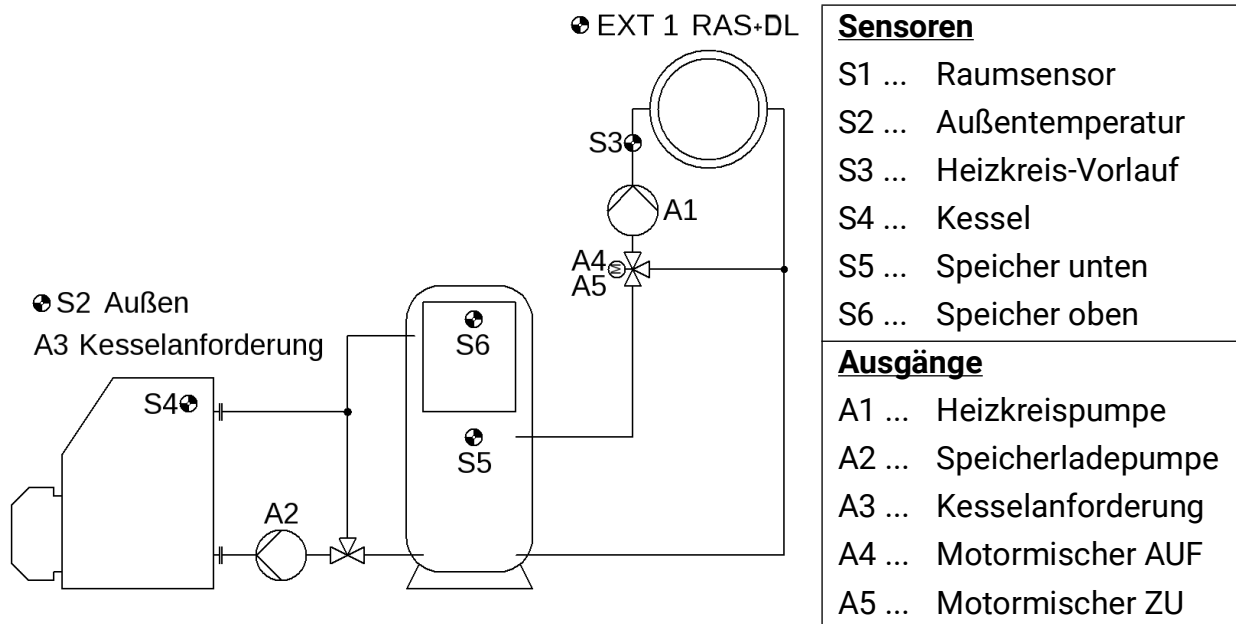 EXT 1 RAS+DL
S3
A1
A4
M
A5
S2 Außen
A3 Kesselanforderung
S6
S4
S5
A2
Sensoren
S1 ... Raumsensor
S2 ... Außentemperatur
S3 ... Heizkreis-Vorlauf
S4 ... Kessel
S5 ... Speicher unten
S6 ... Speicher oben
Ausgänge
A1 ... Heizkreispumpe
A2 ... Speicherladepumpe
A3 ... Kesselanforderung
A4 ... Motormischer AUF
A5 ... Motormischer ZU